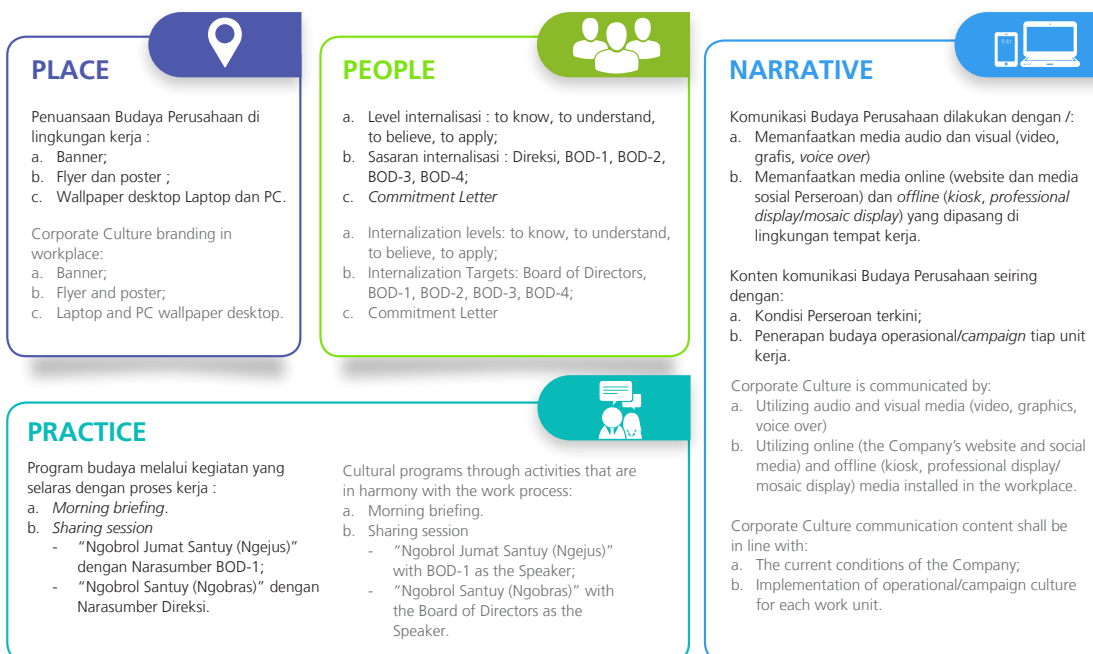 PLACE
Penuansaan Budaya Perusahaan di
lingkungan kerja :
a. Banner;
b. Flyer dan poster ;
c. Wallpaper desktop Laptop dan PC.
Corporate Culture branding in
workplace:
a. Banner;
b. Flyer and poster;
c. Laptop and PC wallpaper desktop.
PEOPLE
a. Level internalisasi : to know, to understand,
to believe, to apply;
b. Sasaran internalisasi : Direksi, BOD-1, BOD-2,
BOD-3, BOD-4;
c. Commitment Letter
a. Internalization levels: to know, to understand,
to believe, to apply;
b. Internalization Targets: Board of Directors,
BOD-1, BOD-2, BOD-3, BOD-4;
c. Commitment Letter
NARRATIVE
Komunikasi Budaya Perusahaan dilakukan dengan /:
a. Memanfaatkan media audio dan visual (video,
grafis, voice over)
b. Memanfaatkan media online (website dan media
sosial Perseroan) dan offline (kiosk, professional
display/mosaic display) yang dipasang di
lingkungan tempat kerja.
Konten komunikasi Budaya Perusahaan seiring
dengan:
a. Kondisi Perseroan terkini;
b. Penerapan budaya operasional/campaign tiap unit
kerja.
Corporate Culture is communicated by:
a. Utilizing audio and visual media (video, graphics,
voice over)
b. Utilizing online (the Company's website and social
media) and offline (kiosk, professional display/
mosaic display) media installed in the workplace.
Corporate Culture communication content shall be
in line with:
a. The current conditions of the Company;
b. Implementation of operational/campaign culture
for each work unit.
PRACTICE
Program budaya melalui kegiatan yang
selaras dengan proses kerja :
a. Morning briefing.
b. Sharing session
- "Ngobrol Jumat Santuy (Ngejus)"
dengan Narasumber BOD-1;
- "Ngobrol Santuy (Ngobras)" dengan
Narasumber Direksi.
Cultural programs through activities that are
in harmony with the work process:
a. Morning briefing.
b. Sharing session
- "Ngobrol Jumat Santuy (Ngejus)"
with BOD-1 as the Speaker;
- "Ngobrol Santuy (Ngobras)" with
the Board of Directors as the
Speaker.